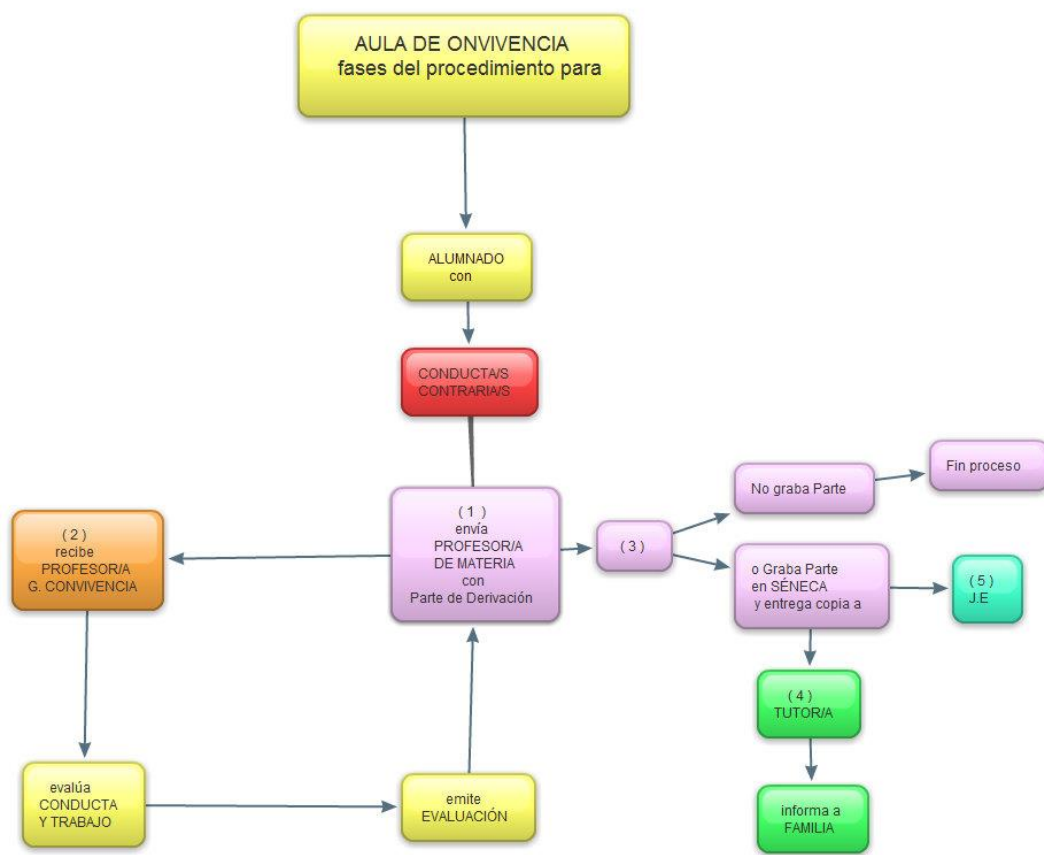 AULA DE ONVIVENCIA
fases del procedimiento para
ALUMNADO
con
CONDUCTA/S
CONTRARIA/S
( 1 )
envía
PROFESOR/A
DE MATERIA
con
Parte de Derivación
( 2 )
recibe
PROFESOR/A
G. CONVIVENCIA
evalúa
CONDUCTA
Y TRABAJO
emite
EVALUACIÓN
( 3 )
No graba Parte
Fin proceso
o Graba Parte
en SÉNECA
y entrega copia a
( 5 )
J.E
( 4 )
TUTOR/A
informa a
FAMILIA